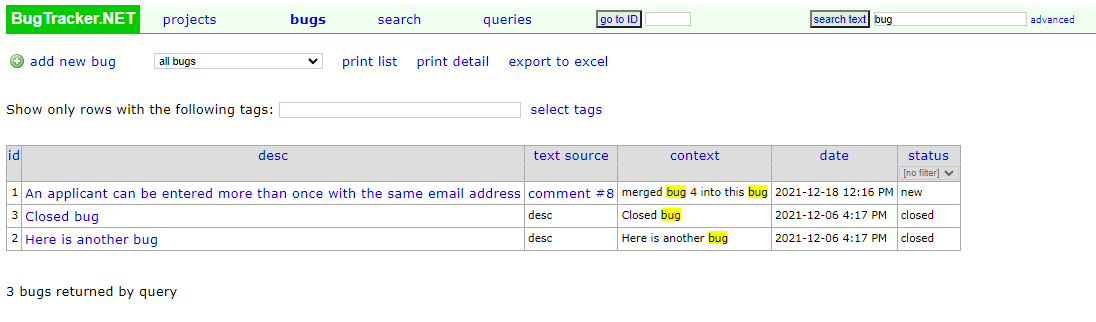 BugTracker.NET projects bugs search queries go to ID search text bug advanced
add new bug all bugs print list print detail export to excel
Show only rows with the following tags: select tags
id desc text source context date status
[no filter]
1 An applicant can be entered more than once with the same email address comment #8 merged bug 4 into this bug 2021-12-18 12:16 PM new
3 Closed bug desc Closed bug 2021-12-06 4:17 PM closed
2 Here is another bug desc Here is another bug 2021-12-06 4:17 PM closed
3 bugs returned by query